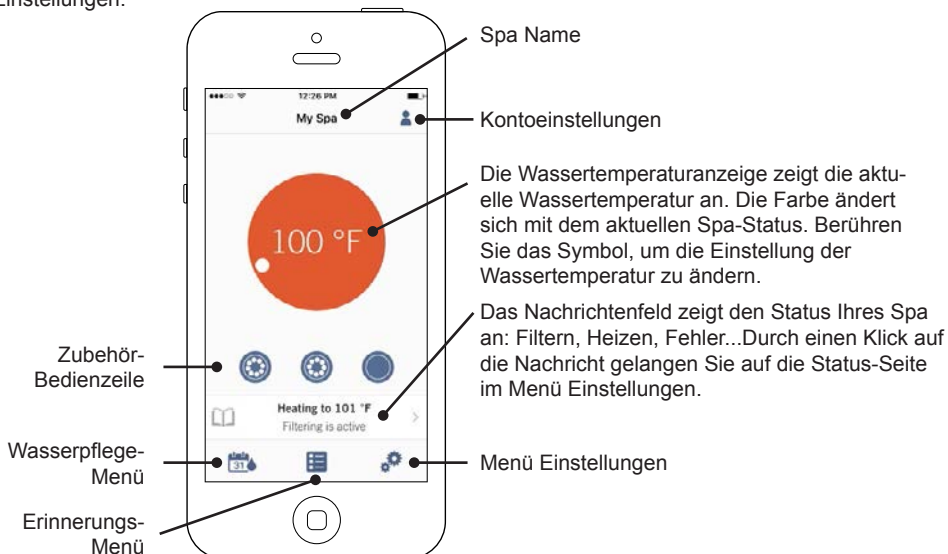 Einstellungen.
Spa Name
12:26 PM
My Spa
Kontoeinstellungen
Die Wassertemperaturanzeige zeigt die aktu-
elle Wassertemperatur an. Die Farbe ändert
sich mit dem aktuellen Spa-Status. Berühren
Sie das Symbol, um die Einstellung der
Wassertemperatur zu ändern.
100 °F
Das Nachrichtenfeld zeigt den Status Ihres Spa
an: Filtern, Heizen, Fehler...Durch einen Klick auf
die Nachricht gelangen Sie auf die Status-Seite
im Menü Einstellungen.
Zubehör-
Bedienzeile
Heating to 101 °F
Filtering is active
Wasserpflege-
Menü
31
Menü Einstellungen
Erinnerungs-
Menü